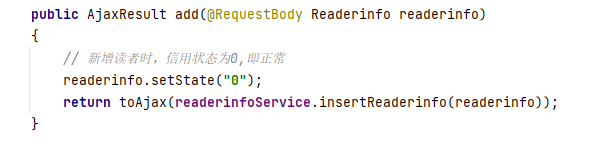 public AjaxResult add(@RequestBody Readerinfo readerinfo)
{
// 新增读者时，信用状态为0,即正常
readerinfo.setState("0");
return toAjax(readerinfoService.insertReaderinfo(readerinfo));
}